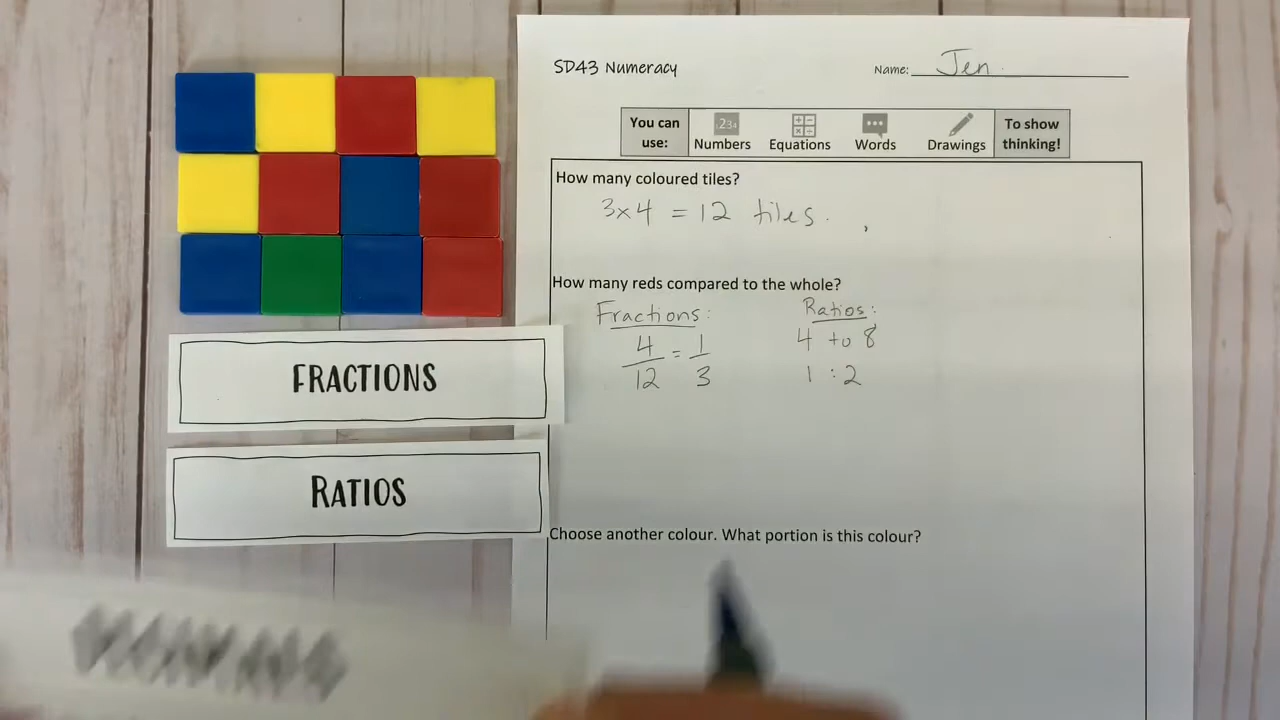 SD43 Numeracy
Name: Jen
You can use:
1234
Numbers
Equations
Words
Drawings
To show thinking!
How many coloured tiles?
3x4 = 12 tiles.
How many reds compared to the whole?
Fractions:
4/12 = 1/3
Ratios:
4 to 8
1 : 2
FRACTIONS
RATIOS
Choose another colour. What portion is this colour?